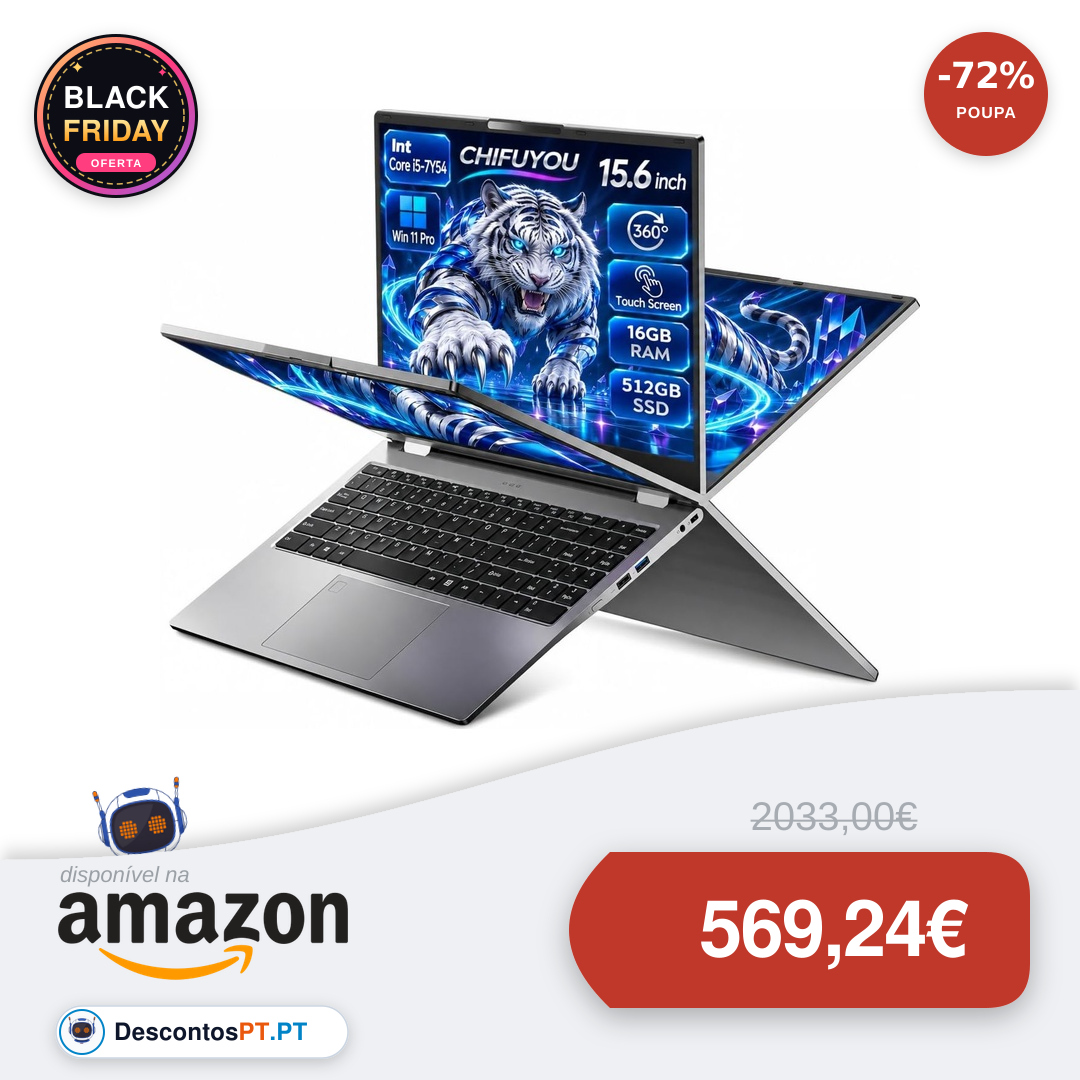 BLACK
FRIDAY
OFERTA
-72%
POUPA
Int
Core i5-7Y54
CHIFUYOU
15.6 inch
Win 11 Pro
360°
Touch Screen
16GB
RAM
512GB
SSD
2033,00€
569,24€
disponível na
amazon
DescontosPT.PT